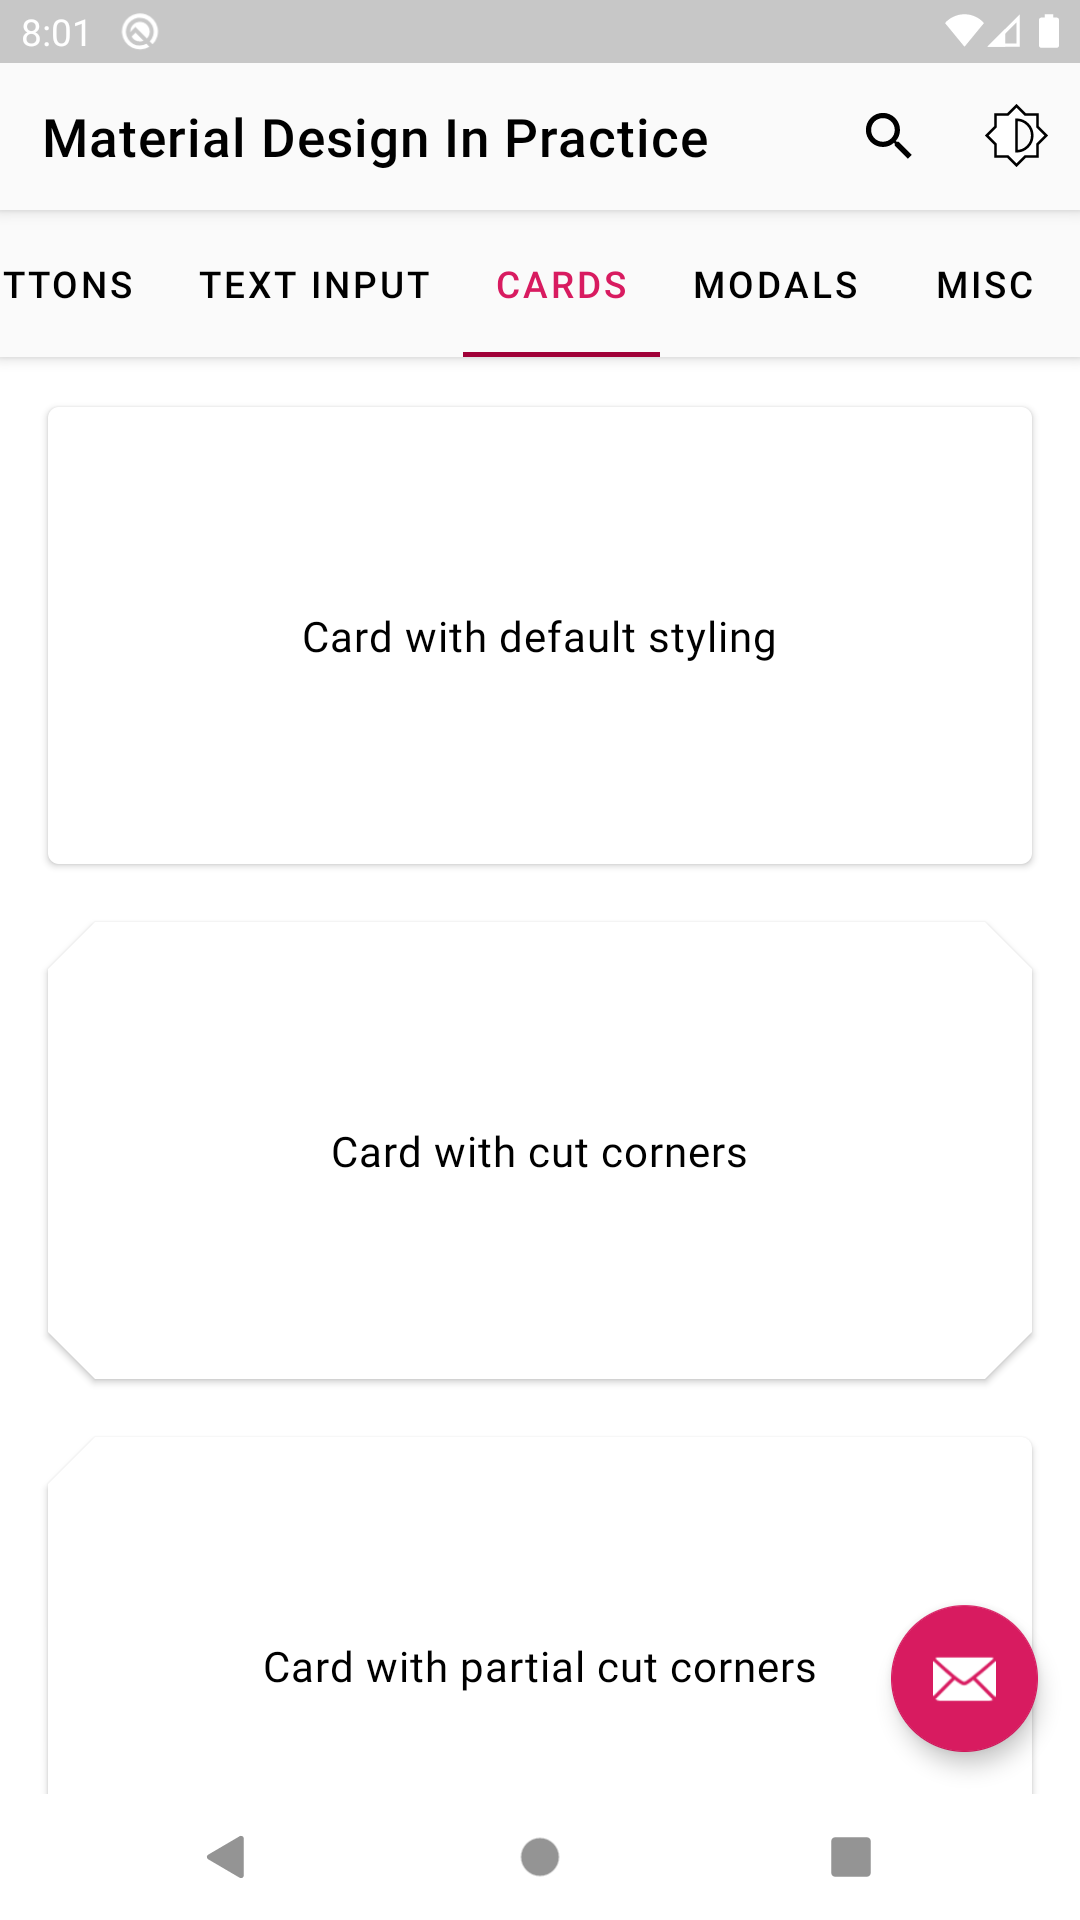 8:01
Material Design In Practice
TTONS TEXT INPUT CARDS MODALS MISC
Card with default styling
Card with cut corners
Card with partial cut corners